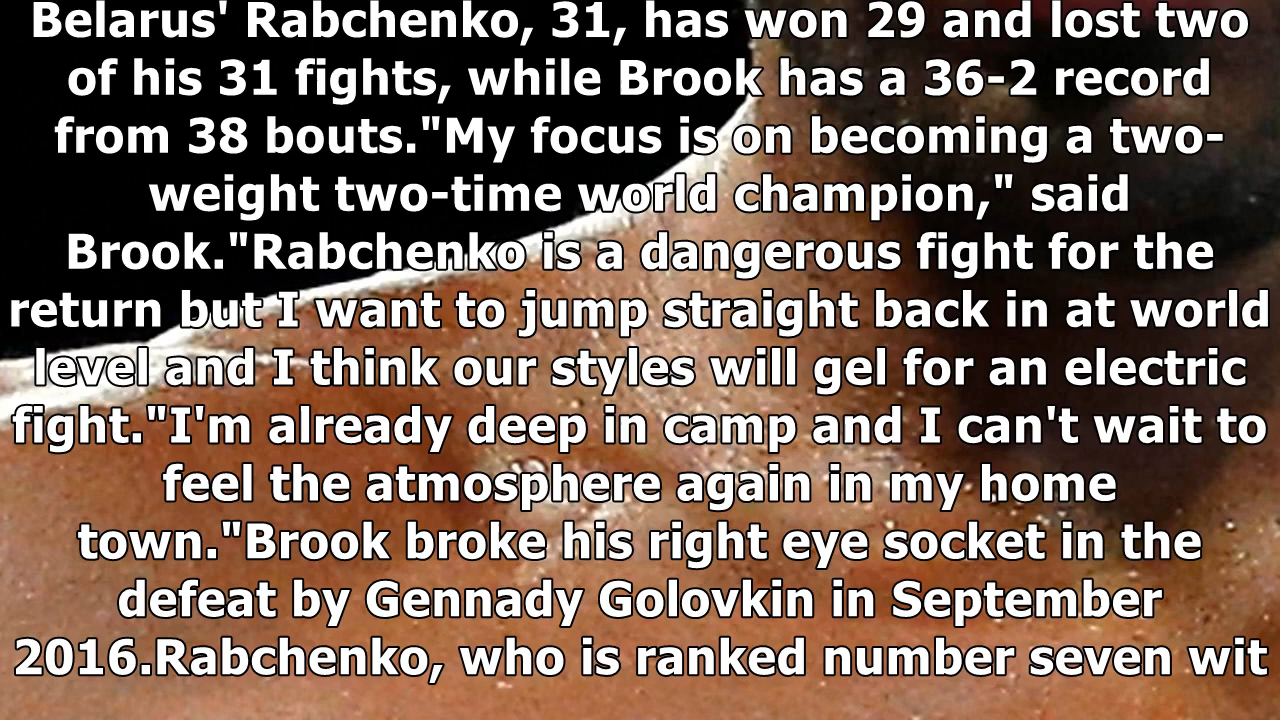 Belarus' Rabchenko, 31, has won 29 and lost two
of his 31 fights, while Brook has a 36-2 record
from 38 bouts."My focus is on becoming a two-
weight two-time world champion," said
Brook."Rabchenko is a dangerous fight for the
return but I want to jump straight back in at world
level and I think our styles will gel for an electric
fight."I'm already deep in camp and I can't wait to
feel the atmosphere again in my home
town."Brook broke his right eye socket in the
defeat by Gennady Golovkin in September
2016.Rabchenko, who is ranked number seven wit